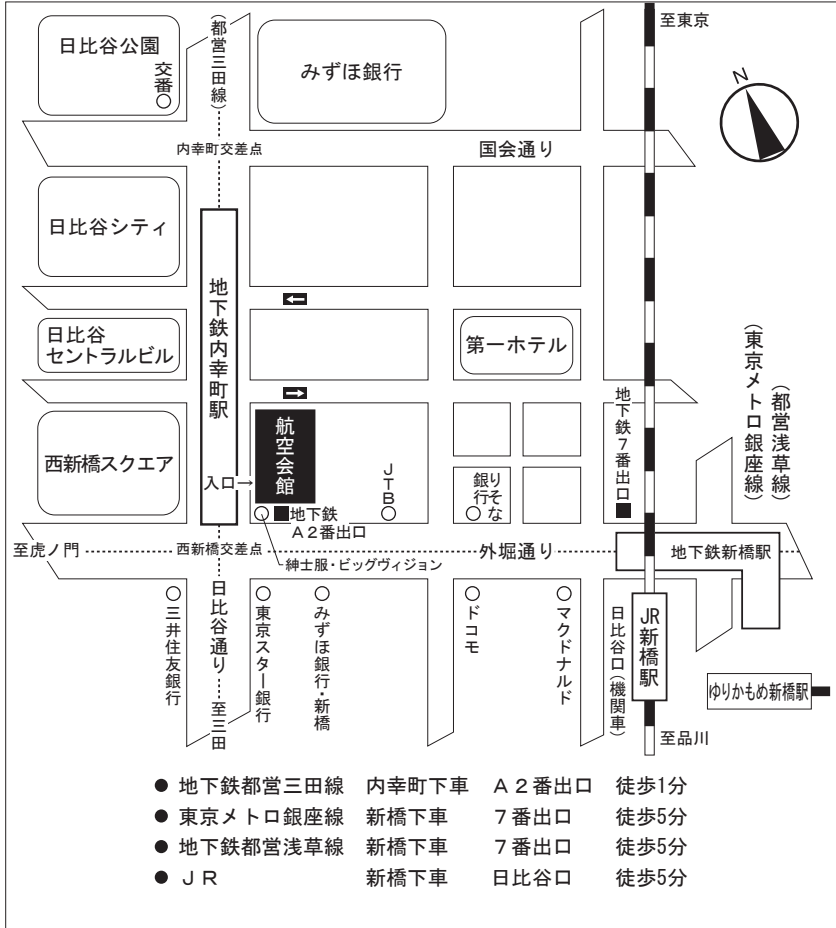 至東京
日比谷公園
交番
(都営三田線)
みずほ銀行
N
内幸町交差点
国会通り
日比谷シティ
地下鉄内幸町駅
日比谷
セントラルビル
第一ホテル
(東京メトロ銀座線)
(都営浅草線)
西新橋スクエア
入口→
航空会館
地下鉄
A2番出口
JTB
りそな
銀行
地下鉄7番出口
至虎ノ門
西新橋交差点
紳士服・ビッグヴィジョン
外堀通り
地下鉄新橋駅
三井住友銀行
日比谷通り
至三田
東京スター銀行
みずほ銀行・新橋
ドコモ
マクドナルド
日比谷口(機関車)
JR新橋駅
ゆりかもめ新橋駅
至品川
● 地下鉄都営三田線 内幸町下車 A2番出口 徒歩1分
● 東京メトロ銀座線 新橋下車 7番出口 徒歩5分
● 地下鉄都営浅草線 新橋下車 7番出口 徒歩5分
● JR 新橋下車 日比谷口 徒歩5分